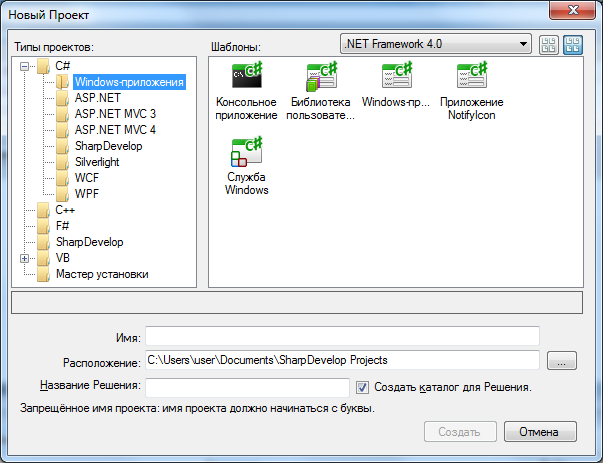 Новый Проект
Типы проектов:
Шаблоны:
.NET Framework 4.0
C#
Windows-приложения
ASP.NET
ASP.NET MVC 3
ASP.NET MVC 4
SharpDevelop
Silverlight
WCF
WPF
C++
F#
SharpDevelop
VB
Мастер установки
Консольное
приложение
Библиотека
пользовате...
Windows-пр...
Приложение
NotifyIcon
Служба
Windows
Имя:
Расположение:
C:\Users\user\Documents\SharpDevelop Projects
...
Название Решения:
Создать каталог для Решения.
Запрещённое имя проекта: имя проекта должно начинаться с буквы.
Создать
Отмена